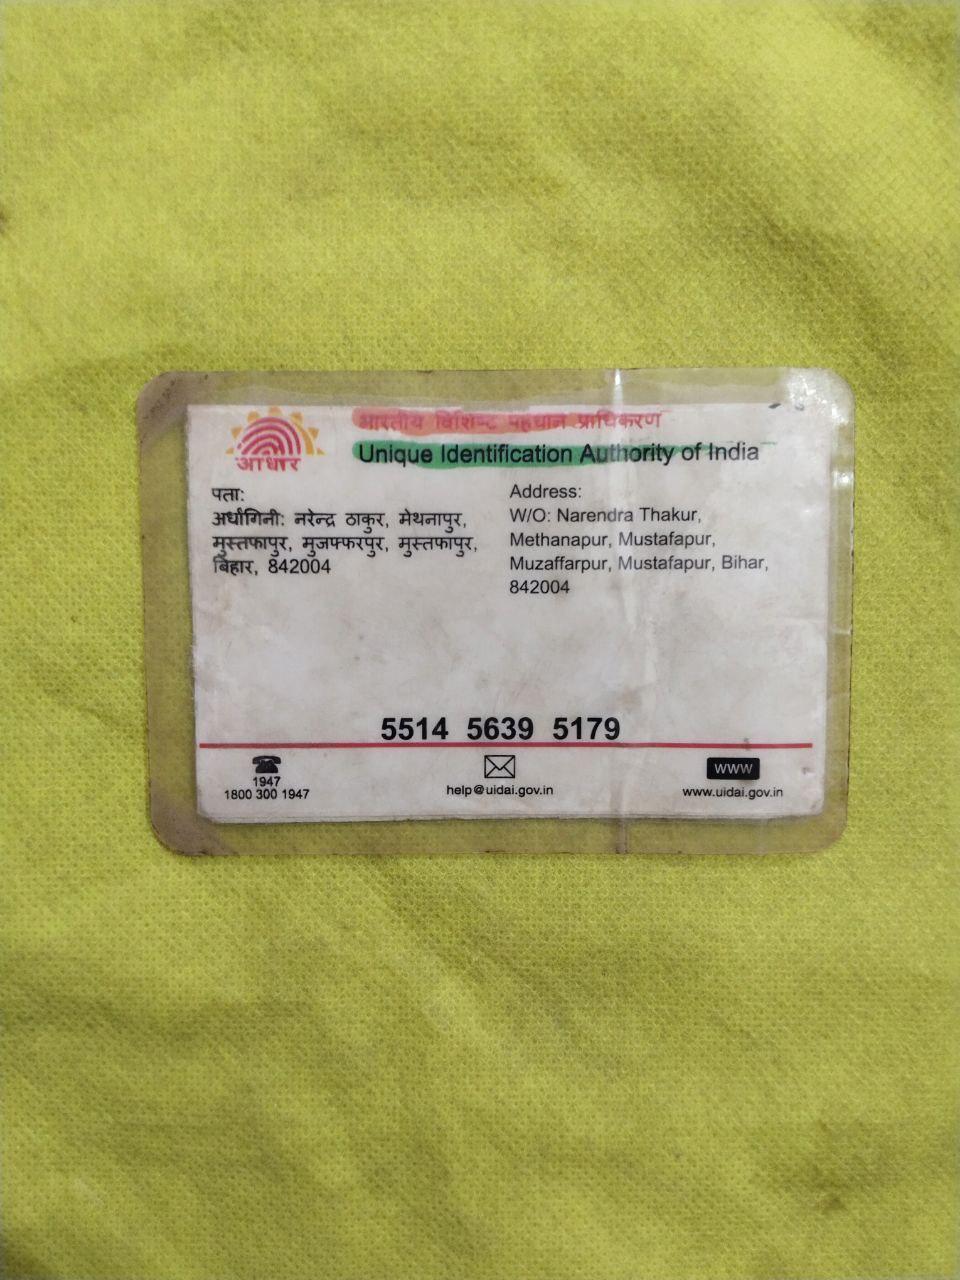 आधार
भारतीय विशिष्ट पहचान प्राधिकरण
Unique Identification Authority of India
पता:
अर्धांगिनी: नरेन्द्र ठाकुर, मेथनापुर,
मुस्तफापुर, मुजफ्फरपुर, मुस्तफापुर,
बिहार, 842004
Address:
W/O: Narendra Thakur,
Methanapur, Mustafapur,
Muzaffarpur, Mustafapur, Bihar,
842004
5514 5639 5179
1947
1800 300 1947
help@uidai.gov.in
WWW
www.uidai.gov.in